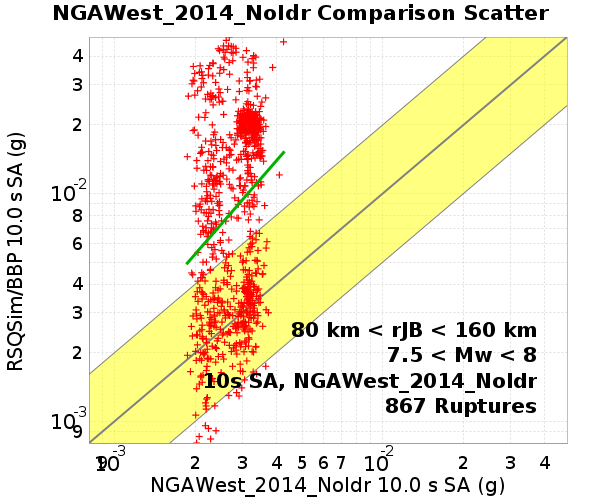 NGAWest_2014_NoIdr Comparison Scatter
RSQSim/BBP 10.0 s SA (g)
4
3
2
10-2
8
6
4
3
2
10-3
9
80 km < rJB < 160 km
7.5 < Mw < 8
10s SA, NGAWest_2014_NoIdr
867 Ruptures
9 10-3 2 3 4 5 6 7 10-2 2 3 4
NGAWest_2014_NoIdr 10.0 s SA (g)